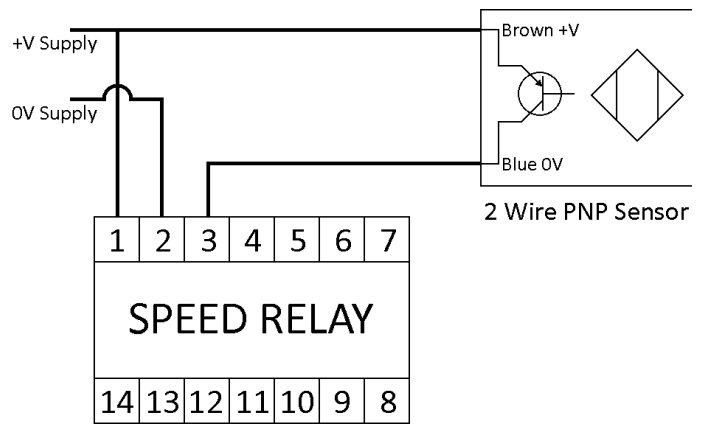 +V Supply
Brown +V
0V Supply
Blue 0V
2 Wire PNP Sensor
1 2 3 4 5 6 7
SPEED RELAY
14 13 12 11 10 9 8